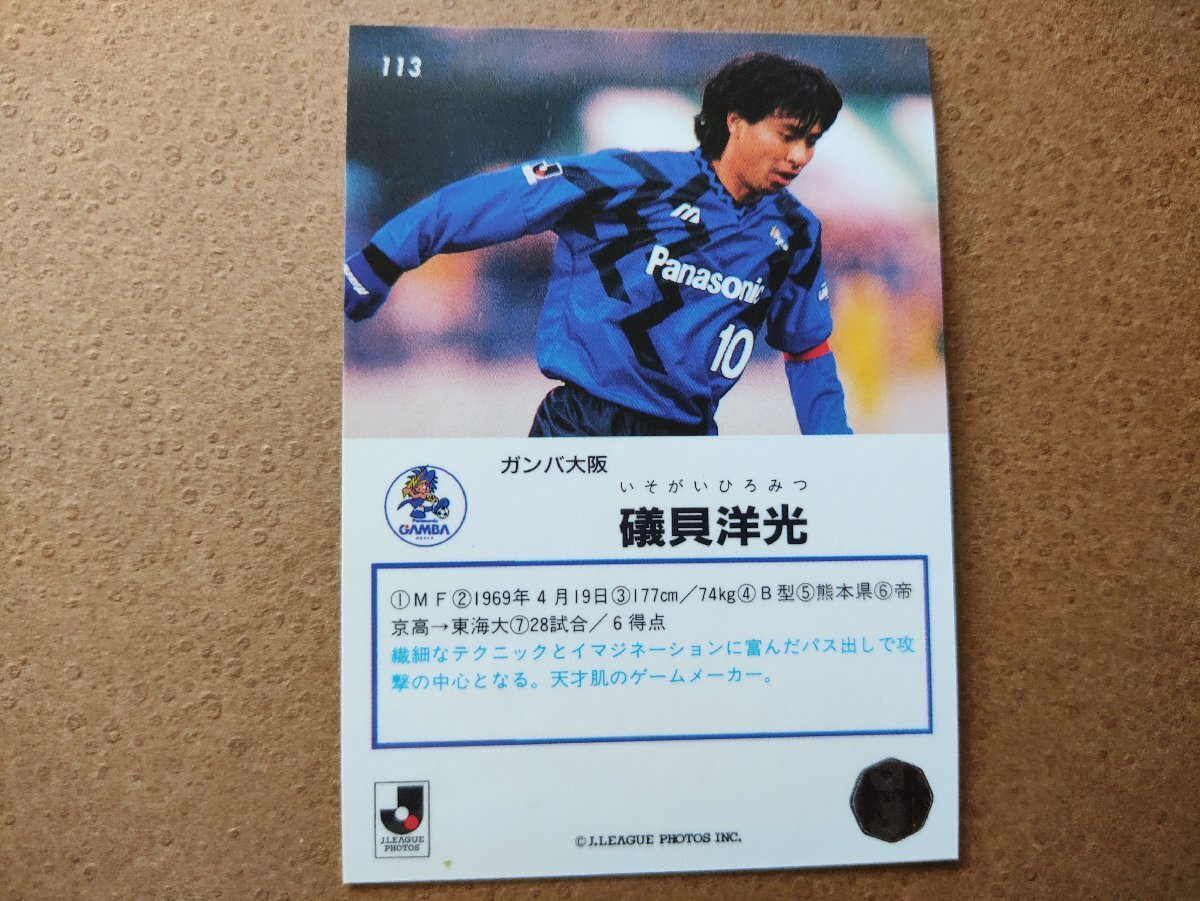 113
Panasonic
10
ガンバ大阪
いそがいひろみつ
礒貝洋光
Panasonic
GAMBA
OSAKA
①MF②1969年4月19日③177cm/74kg④B型⑤熊本県⑥帝
京高→東海大⑦28試合/6得点
繊細なテクニックとイマジネーションに富んだパス出しで攻
撃の中心となる。天才肌のゲームメーカー。
J.LEAGUE
PHOTOS
©J.LEAGUE PHOTOS INC.